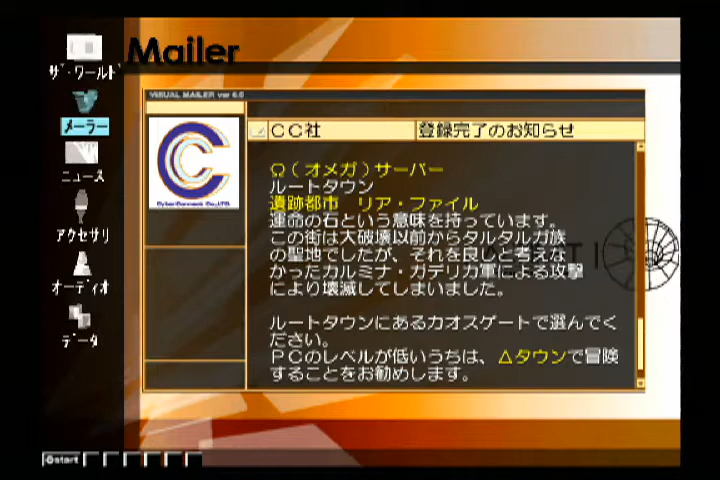 Mailer
ザ・ワールド
メーラー
ニュース
アクセサリ
オーディオ
データ
VISUAL MAILER ver 6.0
CC社
登録完了のお知らせ
CyberConnect Co.,LTD.
Ω(オメガ)サーバー
ルートタウン
遺跡都市 リア・ファイル
運命の石という意味を持っています。
この街は大破壊以前からタルタルカ族
の聖地でしたが、それを良しと考えな
かったカルミナ・ガデリカ軍による攻撃
により壊滅してしまいました。
ルートタウンにあるカオスゲートで選んでく
ださい。
PCのレベルが低いうちは、△タウンで冒険
することをお勧めします。
start